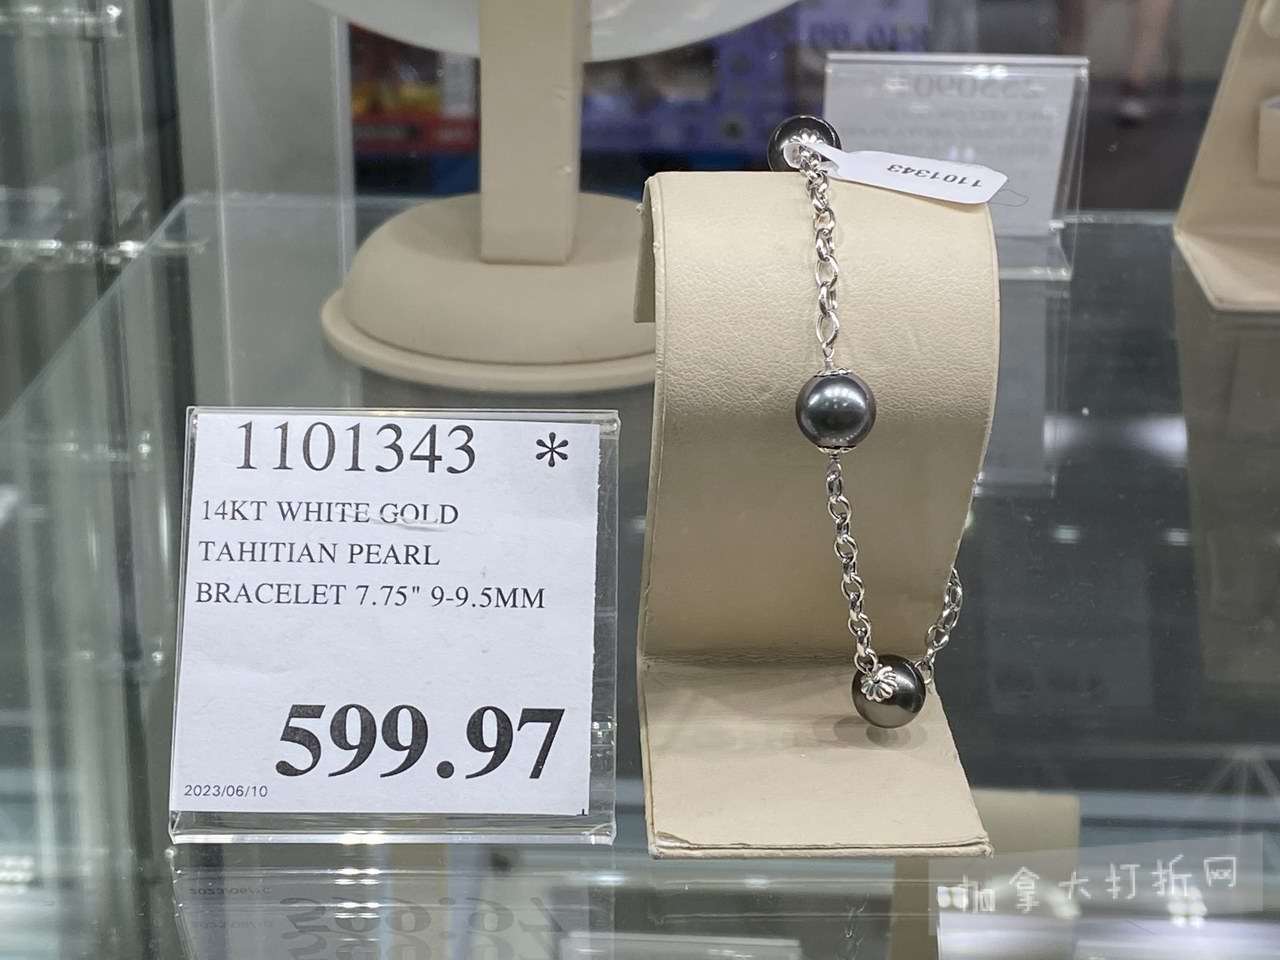 1101343
1101343 *
14KT WHITE GOLD
TAHITIAN PEARL
BRACELET 7.75" 9-9.5MM
599.97
2023/06/10
加拿大打折网